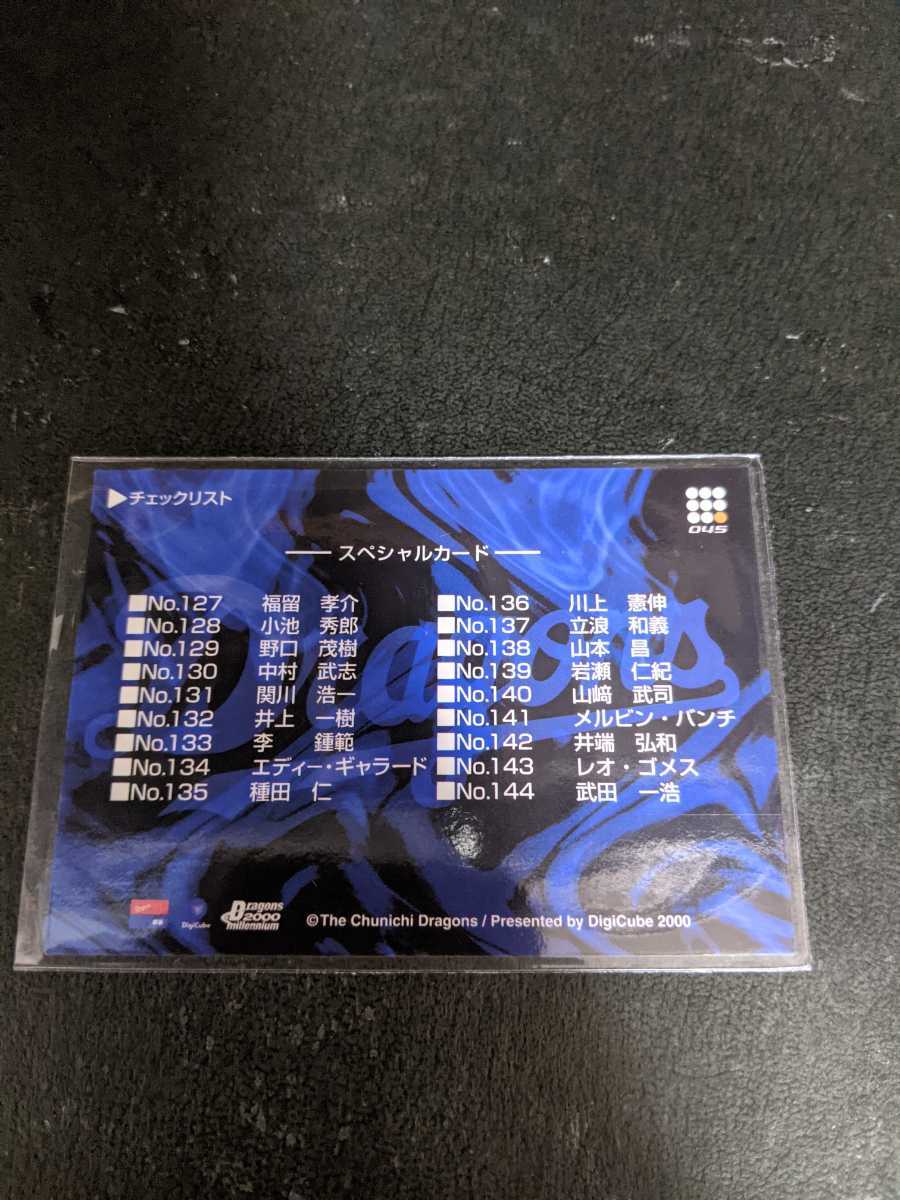 ▶チェックリスト
045
スペシャルカード
Dragons
■No.127 福留 孝介
■No.128 小池 秀郎
■No.129 野口 茂樹
■No.130 中村 武志
■No.131 関川 浩一
■No.132 井上 一樹
■No.133 李 鍾範
■No.134 エディー・ギャラード
■No.135 種田 仁
■No.136 川上 憲伸
■No.137 立浪 和義
■No.138 山本 昌
■No.139 岩瀬 仁紀
■No.140 山﨑 武司
■No.141 メルビン・バンチ
■No.142 井端 弘和
■No.143 レオ・ゴメス
■No.144 武田 一浩
DigiCube
Dragons
2000
millennium
©The Chunichi Dragons / Presented by DigiCube 2000